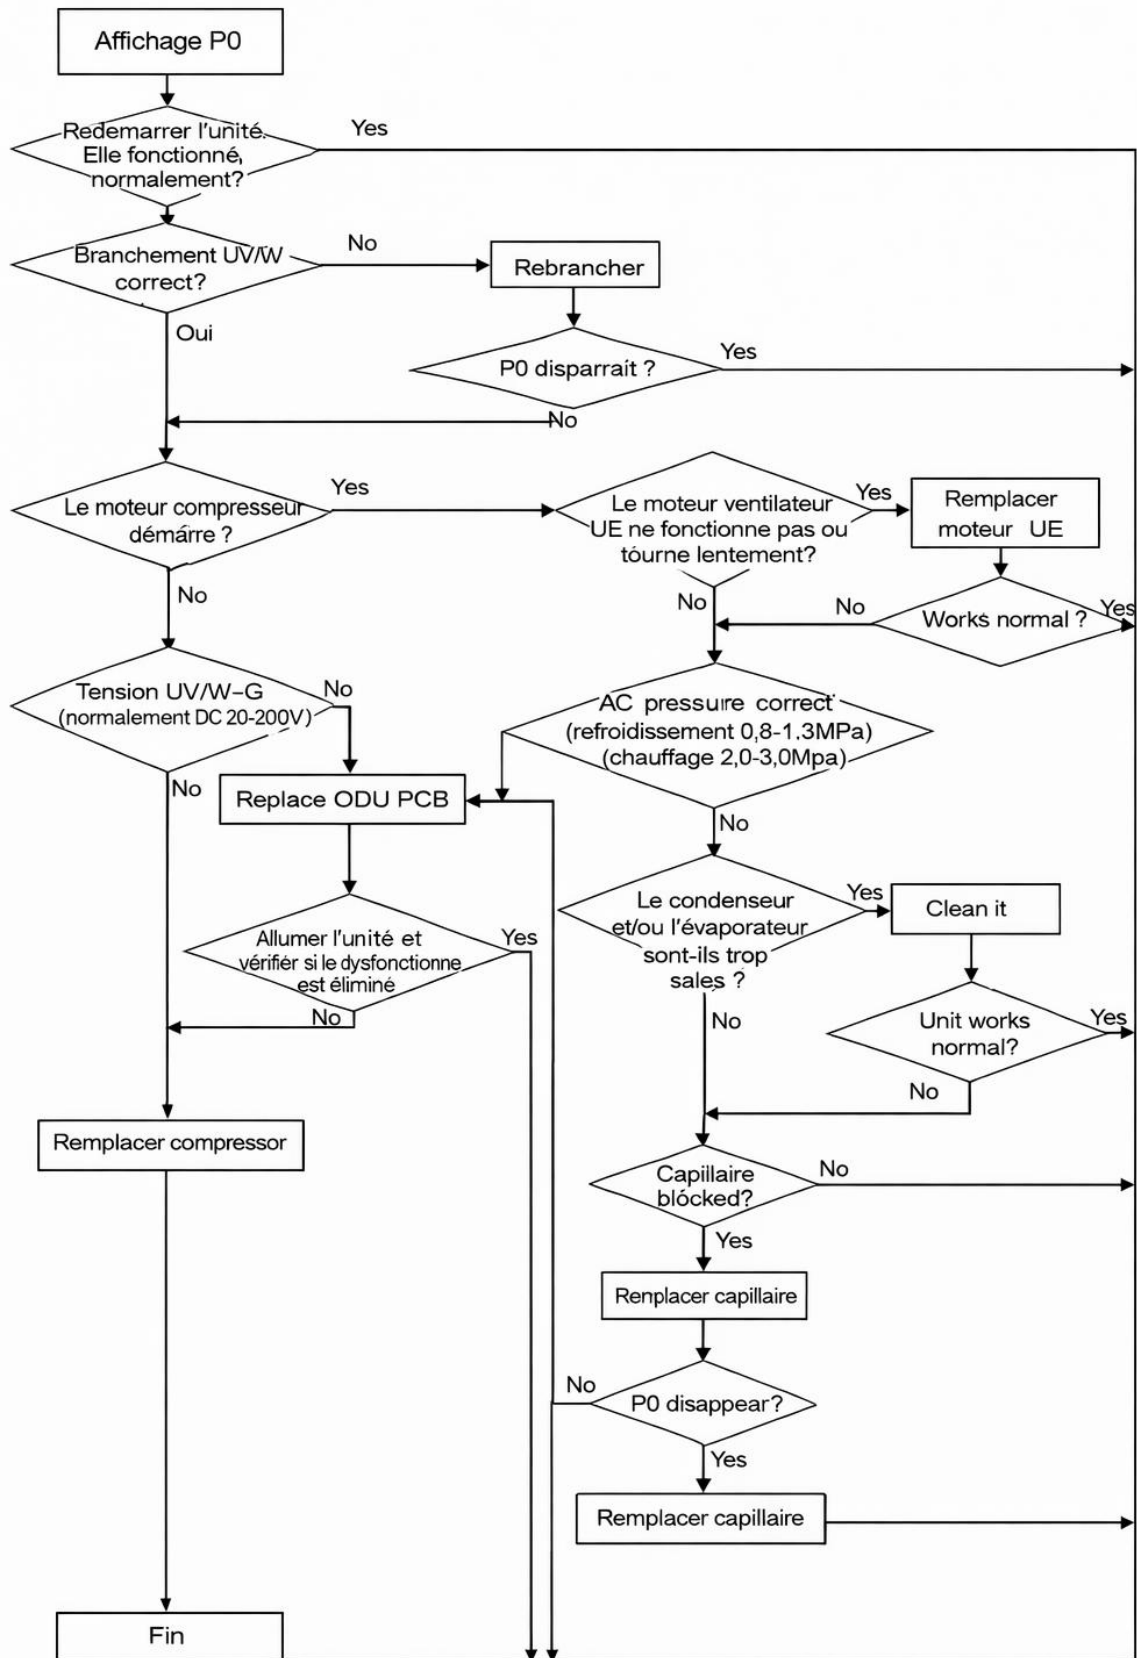 Affichage P0
Redemarrer l'unité.
Elle fonctionné,
normalement?
Yes
Branchement UV/W
correct?
No
Rebrancher
Oui
P0 disparraît ?
Yes
No
Le moteur compresseur
démárre ?
Yes
Le moteur ventilateur
UE ne fonctionne pas ou
tóurne lentement?
Yes
Remplacer
moteur UE
No
No
No
Works normal ?
Yes
Tension UV/W–G
(normalement DC 20-200V)
No
AC pressure correct
(refroidissement 0,8-1.3MPa)
(chauffage 2,0-3,0Mpa)
No
Replace ODU PCB
No
Le condenseur
et/ou l'évaporateur
sont-ils trop
sales ?
Yes
Clean it
Allumer l'unité et
vérifiér si le dysfonctionne
est éliminé
Yes
No
No
Unit works
normal?
Yes
No
Remplacer compressor
Capillaire
blócked?
No
Yes
Renplacer capillaire
No
P0 disappear?
Yes
Remplacer capillaire
Fin